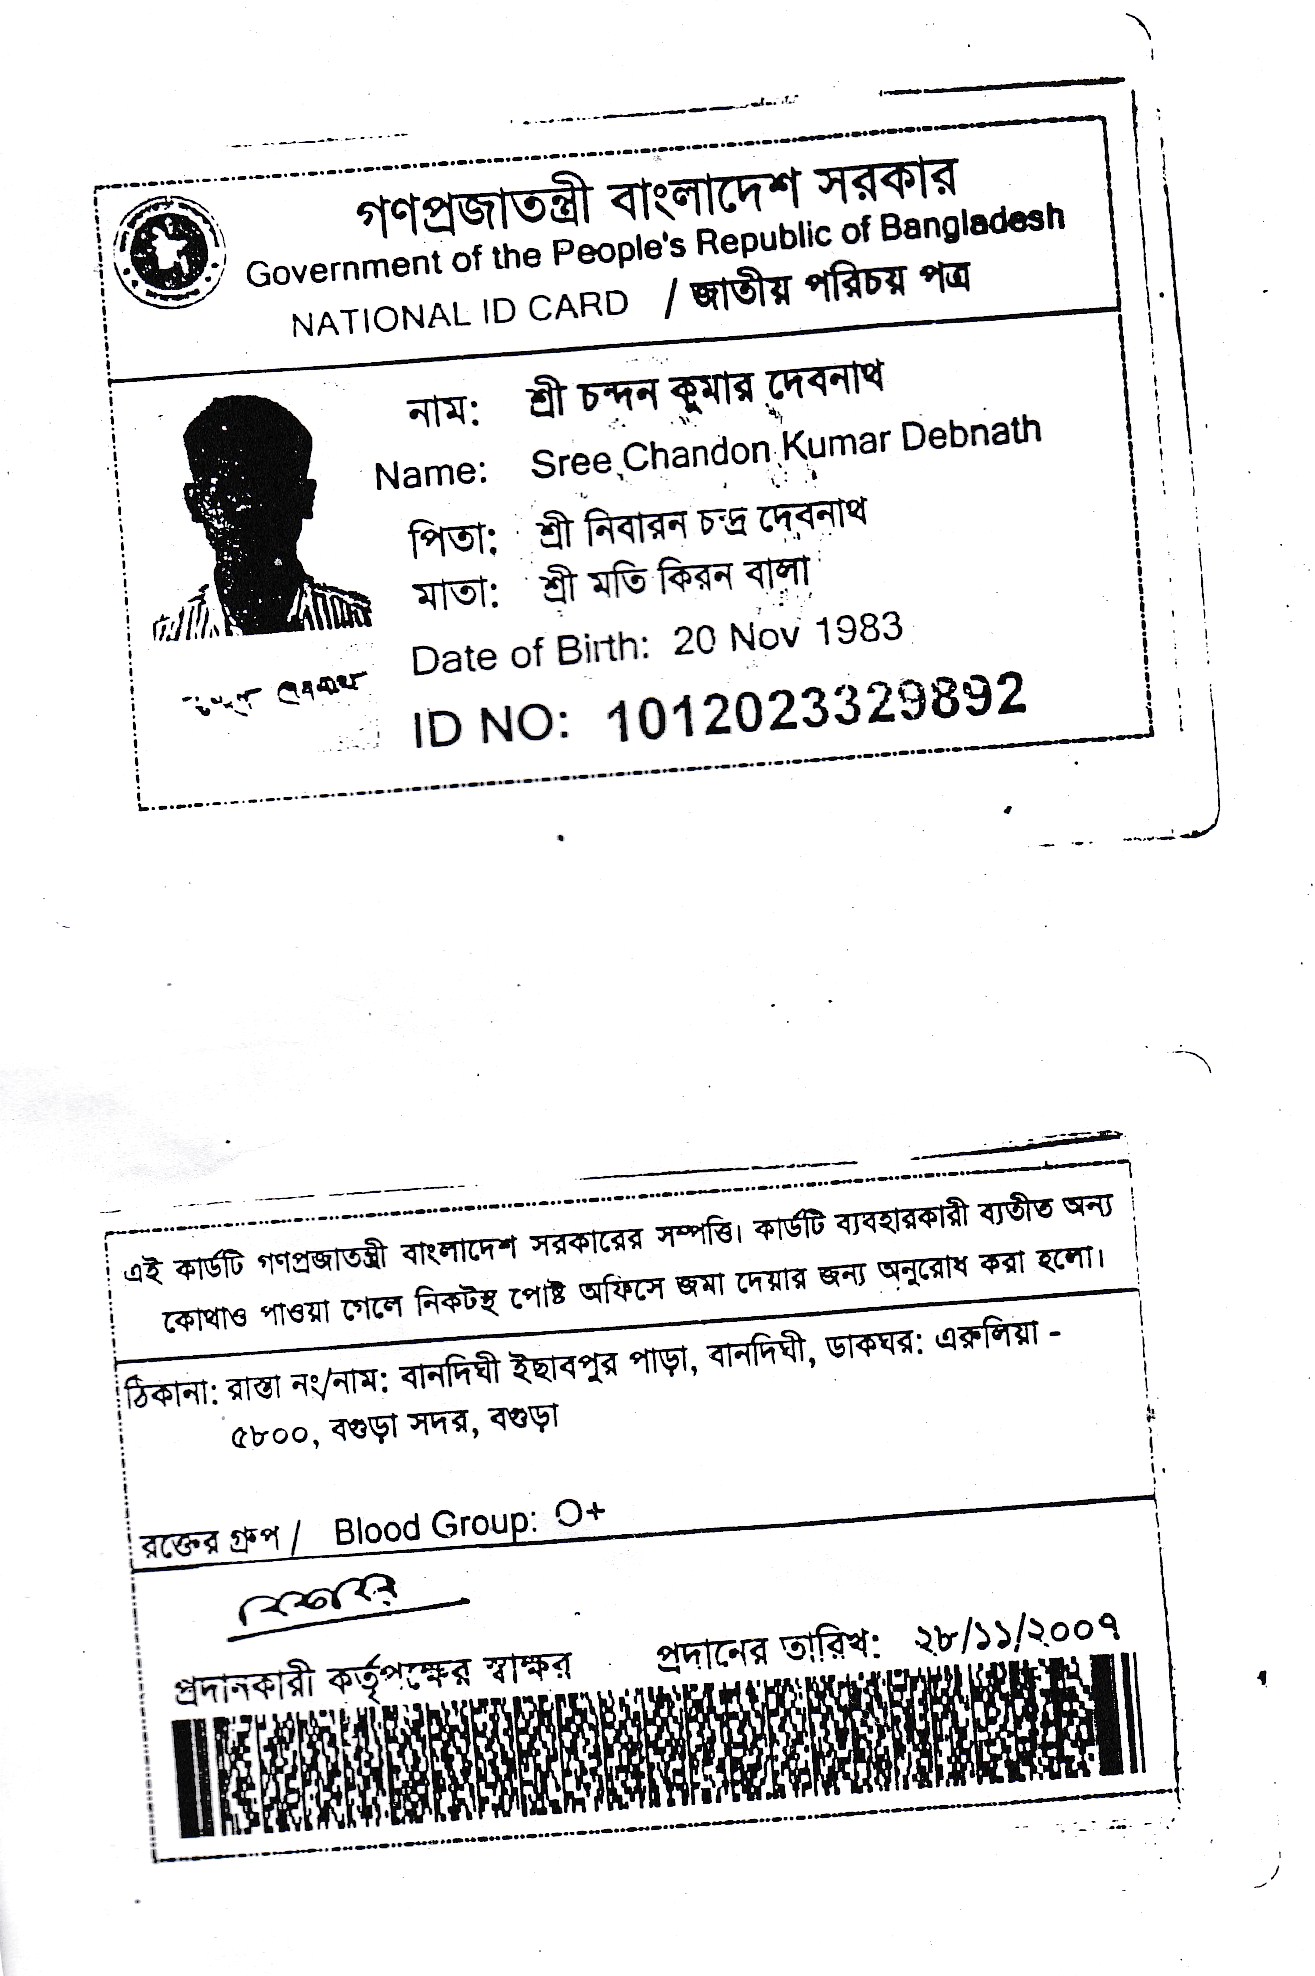 গণপ্রজাতন্ত্রী বাংলাদেশ সরকার
Government of the People's Republic of Bangladesh
NATIONAL ID CARD / জাতীয় পরিচয় পত্র
নাম: শ্রী চন্দন কুমার দেবনাথ
Name: Sree Chandon Kumar Debnath
পিতা: শ্রী নিবারন চন্দ্র দেবনাথ
মাতা: শ্রী মতি কিরন বালা
Date of Birth: 20 Nov 1983
ID NO: 1012023329892
এই কার্ডটি গণপ্রজাতন্ত্রী বাংলাদেশ সরকারের সম্পত্তি। কার্ডটি ব্যবহারকারী ব্যতীত অন্য
কোথাও পাওয়া গেলে নিকটস্থ পোষ্ট অফিসে জমা দেয়ার জন্য অনুরোধ করা হলো।
ঠিকানা: রাস্তা নং/নাম: বানদিঘী ইছাবপুর পাড়া, বানদিঘী, ডাকঘর: এরুলিয়া -
৫৮০০, বগুড়া সদর, বগুড়া
রক্তের গ্রুপ / Blood Group: O+
প্রদানকারী কর্তৃপক্ষের স্বাক্ষর প্রদানের তারিখ: ২৮/১১/২০০৭